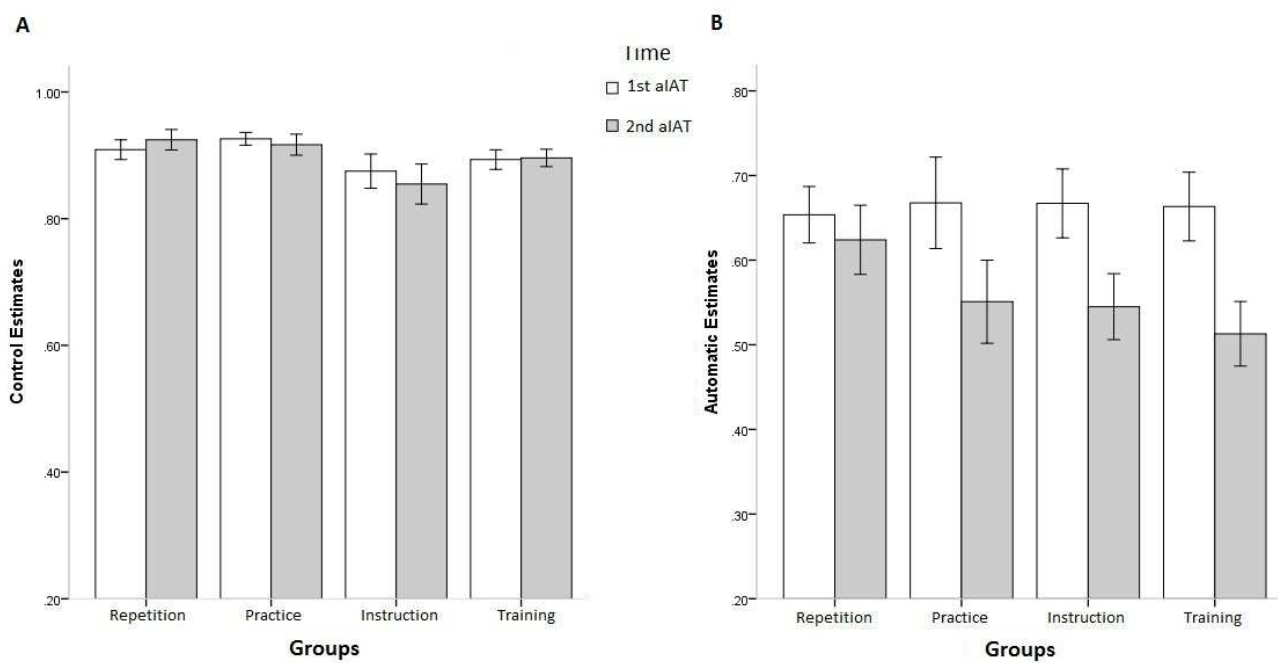 A
Time
1st aIAT
2nd aIAT
1.00
.80
.60
.40
.20
Control Estimates
Repetition
Practice
Instruction
Training
Groups
B
.80
.70
.60
.50
.40
.30
.20
Automatic Estimates
Repetition
Practice
Instruction
Training
Groups